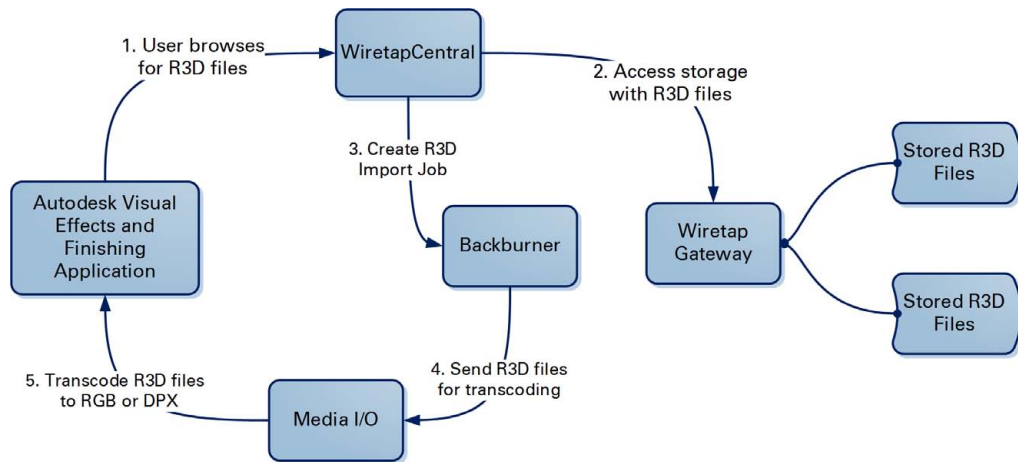 1. User browses
for R3D files
WiretapCentral
2. Access storage
with R3D files
3. Create R3D
Import Job
Stored R3D
Files
Autodesk Visual
Effects and
Finishing
Application
Backburner
Wiretap
Gateway
Stored R3D
Files
4. Send R3D files
for transcoding
5. Transcode R3D files
to RGB or DPX
Media I/O